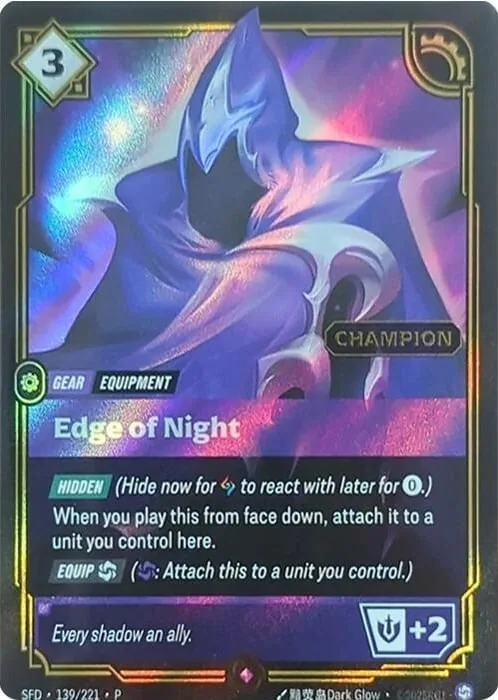 3
CHAMPION
GEAR EQUIPMENT
Edge of Night
HIDDEN (Hide now for to react with later for 0.)
When you play this from face down, attach it to a
unit you control here.
EQUIP (: Attach this to a unit you control.)
+2
Every shadow an ally.
SFD • 139/221 • P
Dark Glow •